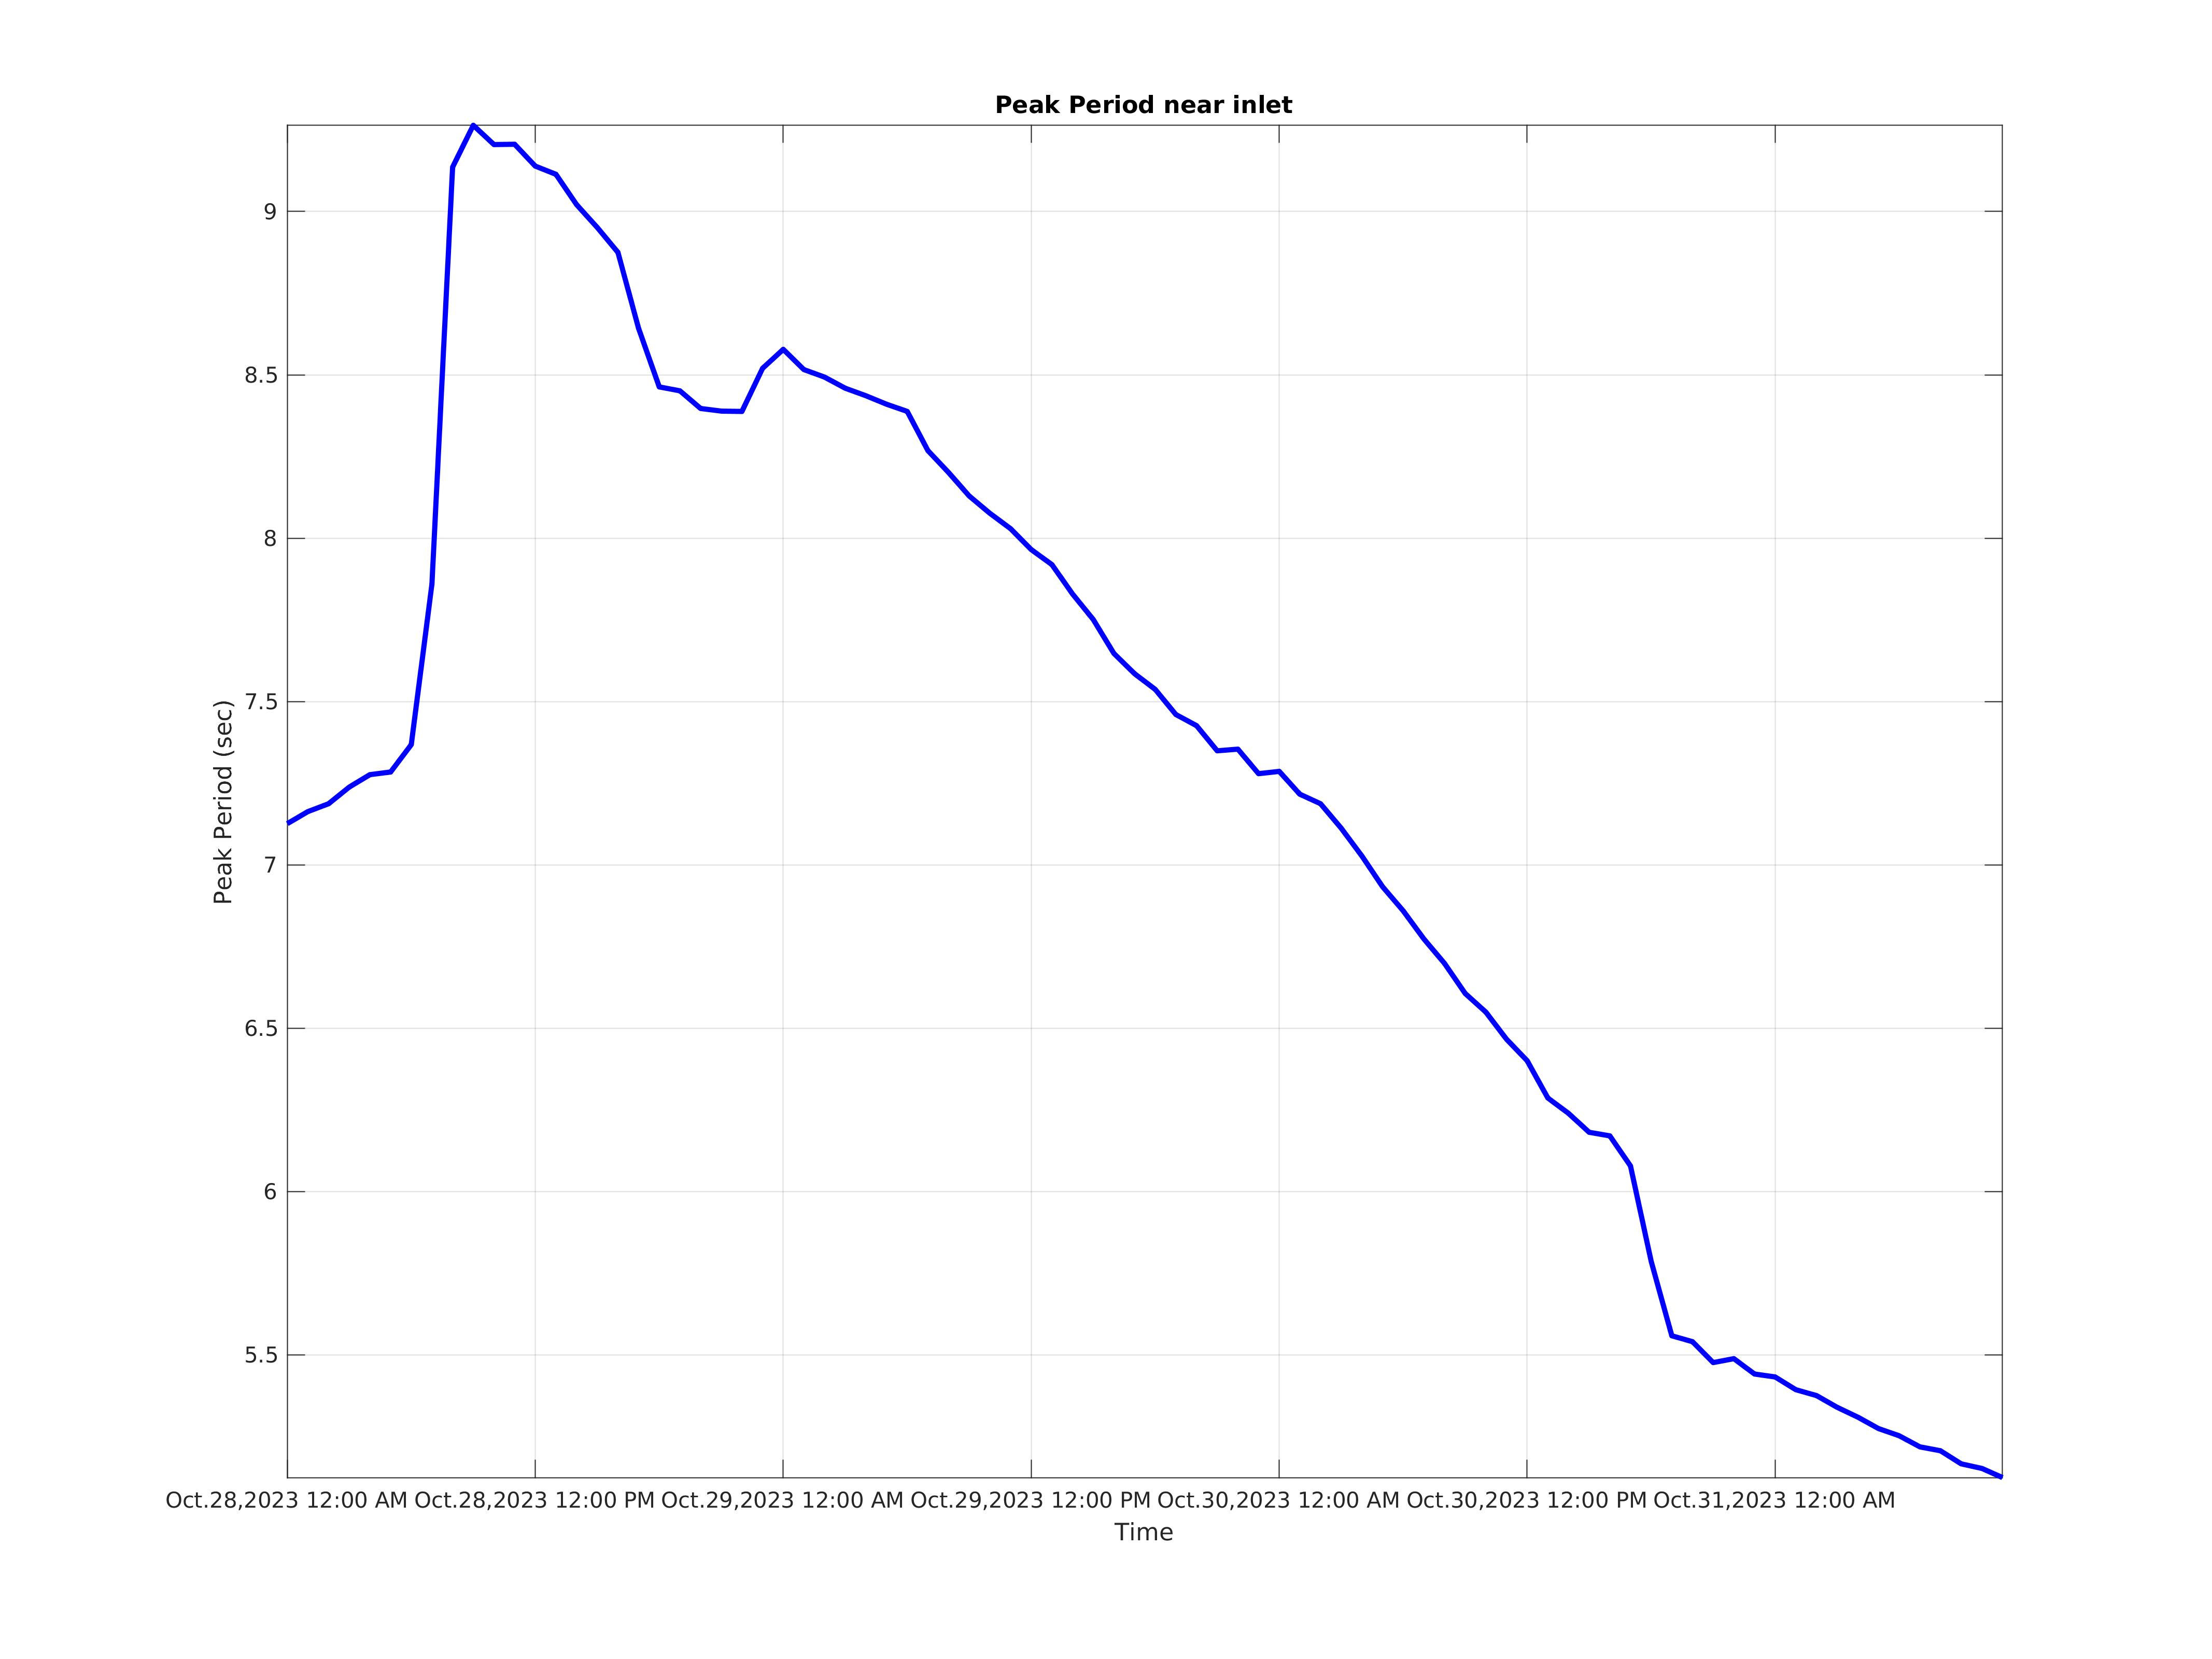 Peak Period near inlet
9
8.5
8
7.5
7
6.5
6
5.5
Peak Period (sec)
Oct.28,2023 12:00 AM Oct.28,2023 12:00 PM Oct.29,2023 12:00 AM Oct.29,2023 12:00 PM Oct.30,2023 12:00 AM Oct.30,2023 12:00 PM Oct.31,2023 12:00 AM
Time